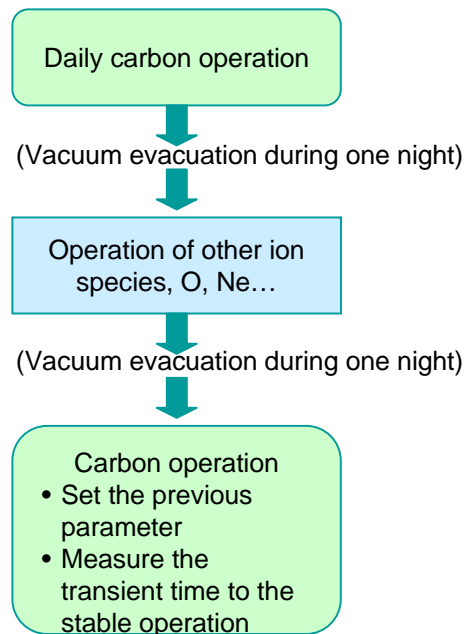 Daily carbon operation
(Vacuum evacuation during one night)
Operation of other ion
species, O, Ne…
(Vacuum evacuation during one night)
Carbon operation
• Set the previous
parameter
• Measure the
transient time to the
stable operation